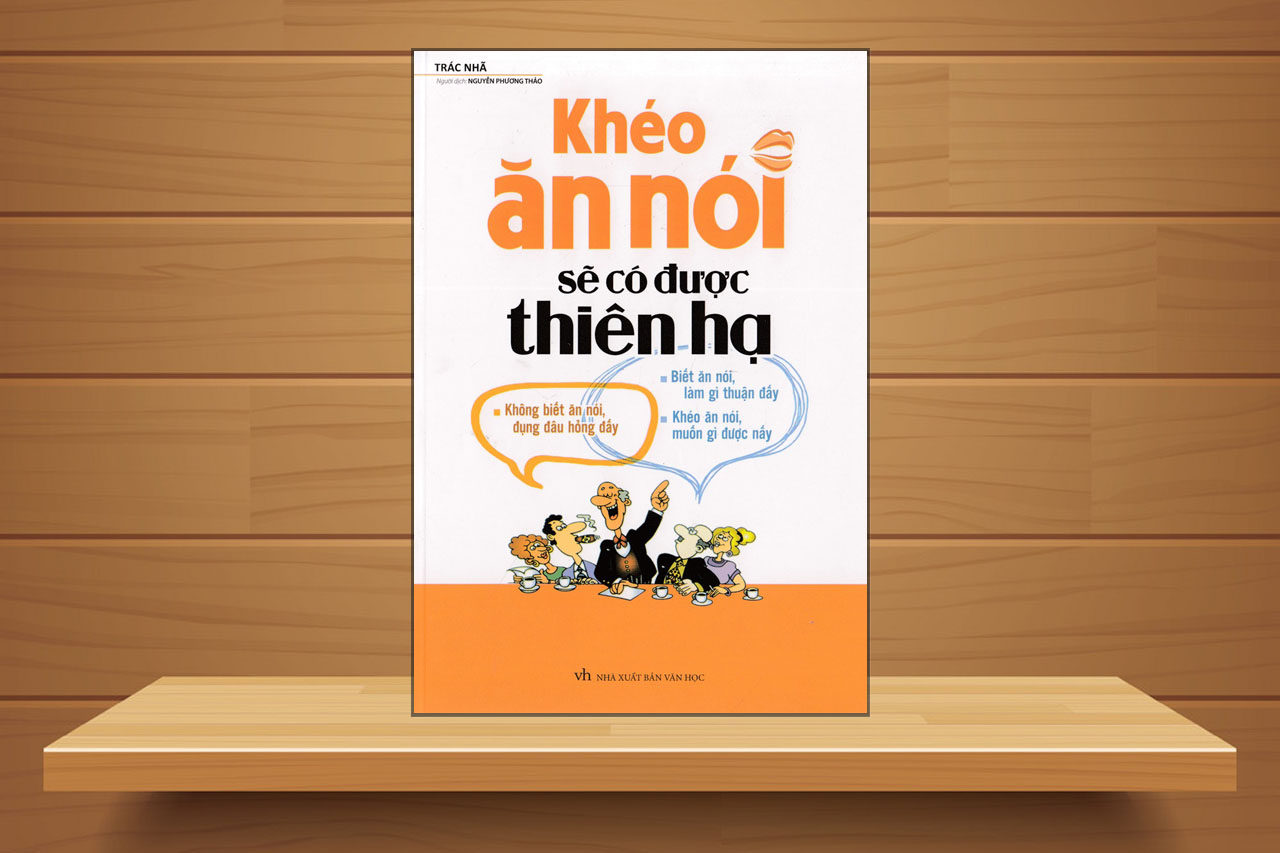 TRÁC NHÃ
Người dịch: NGUYỄN PHƯƠNG THẢO
Khéo
ăn nói
sẽ có được
thiên hạ
Biết ăn nói,
làm gì thuận đấy
Khéo ăn nói,
muốn gì được nấy
Không biết ăn nói,
dụng đâu hỏng đấy
vh NHÀ XUẤT BẢN VĂN HỌC